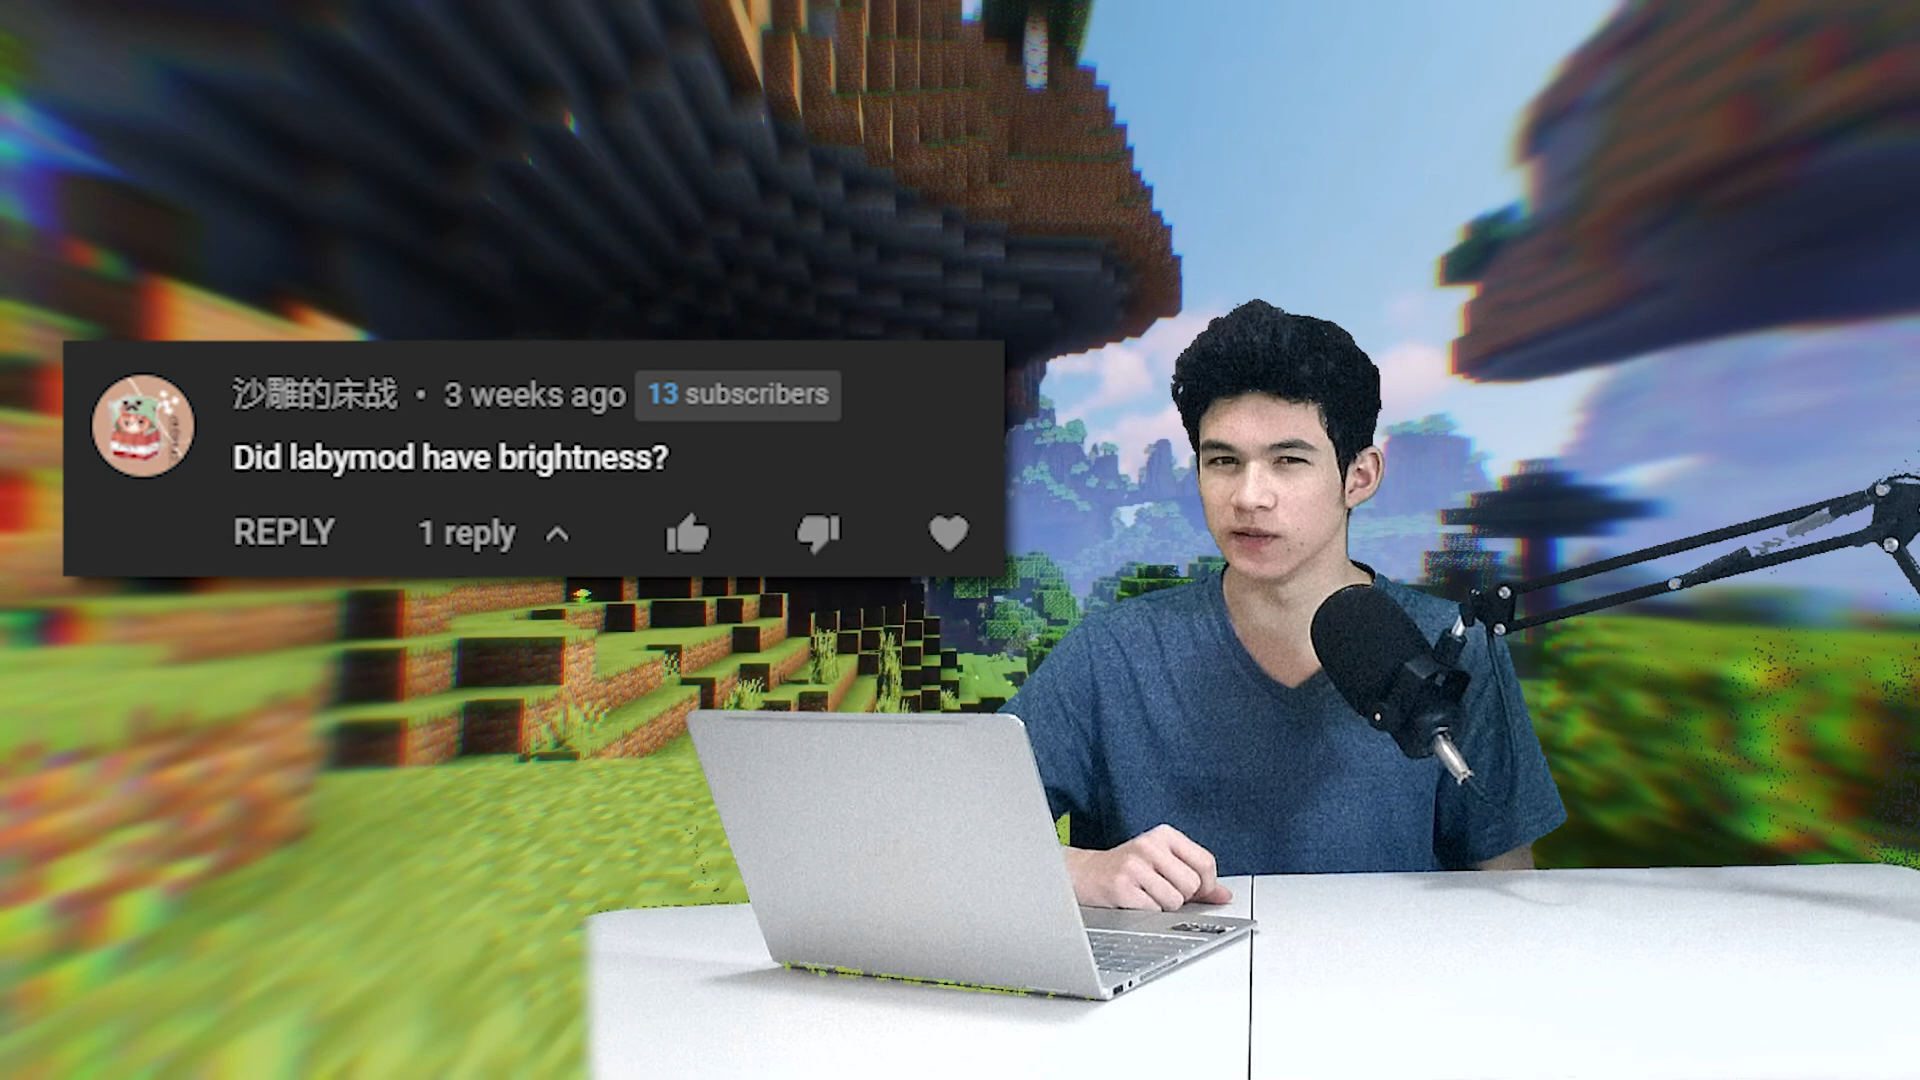 沙雕的床战 • 3 weeks ago 13 subscribers
Did labymod have brightness?
REPLY 1 reply